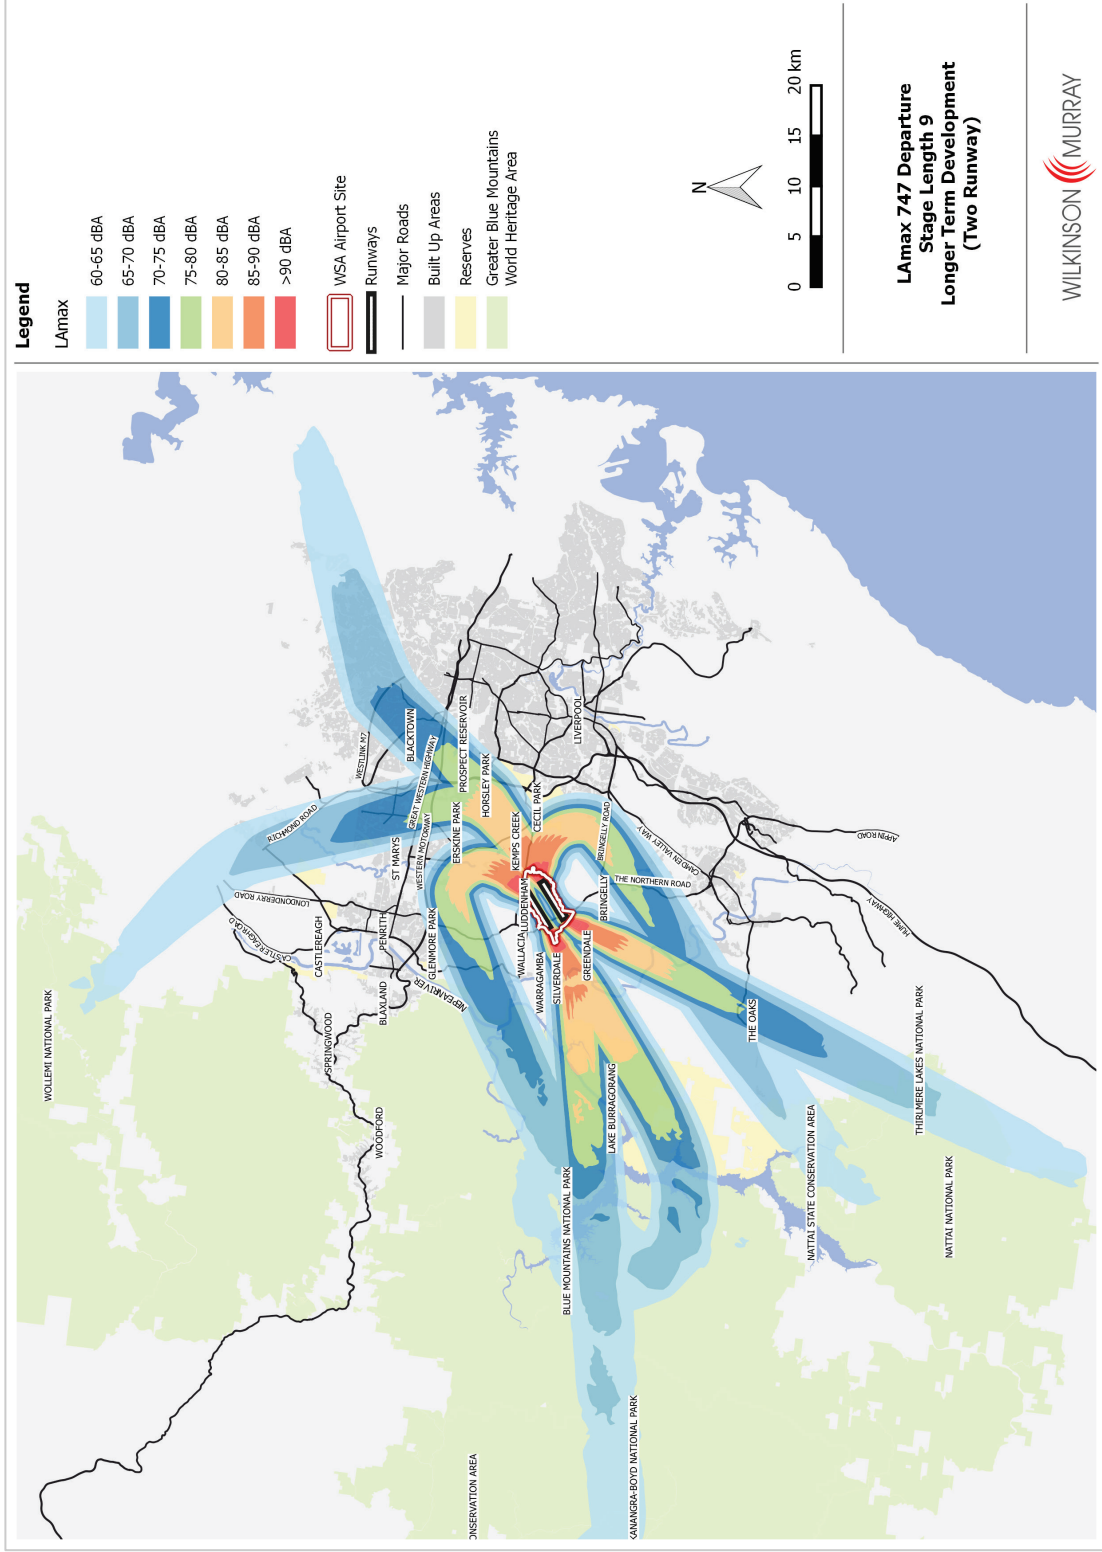 Legend
LAmax
60-65 dBA
65-70 dBA
70-75 dBA
75-80 dBA
80-85 dBA
85-90 dBA
>90 dBA
WSA Airport Site
Runways
Major Roads
Built Up Areas
Reserves
Greater Blue Mountains
World Heritage Area
N
0 5 10 15 20 km
LAmax 747 Departure
Stage Length 9
Longer Term Development
(Two Runway)
WILKINSON MURRAY
WOLLEMI NATIONAL PARK
CASTLEREAGH ROAD
LONDONDERRY ROAD
RICHMOND ROAD
CASTLEREAGH
SPRINGWOOD
WESTLINK M7
WOODFORD
BLAXLAND
PENRITH
ST MARYS
BLACKTOWN
GREAT WESTERN HIGHWAY
WESTERN MOTORWAY
NEPEAN RIVER
GLENMORE PARK
ERSKINE PARK
PROSPECT RESERVOIR
HORSLEY PARK
ONSERVATION AREA
WALLACIA
LUDDENHAM
KEMPS CREEK
CECIL PARK
WARRAGAMBA
SILVERDALE
BLUE MOUNTAINS NATIONAL PARK
LIVERPOOL
GREENDALE
BRINGELLY
BRINGELLY ROAD
LAKE BURRAGORANG
KANANGRA-BOYD NATIONAL PARK
THE NORTHERN ROAD
CAMDEN VALLEY WAY
THE OAKS
NATTAI STATE CONSERVATION AREA
APPIN ROAD
HUME HIGHWAY
THIRLMERE LAKES NATIONAL PARK
NATTAI NATIONAL PARK